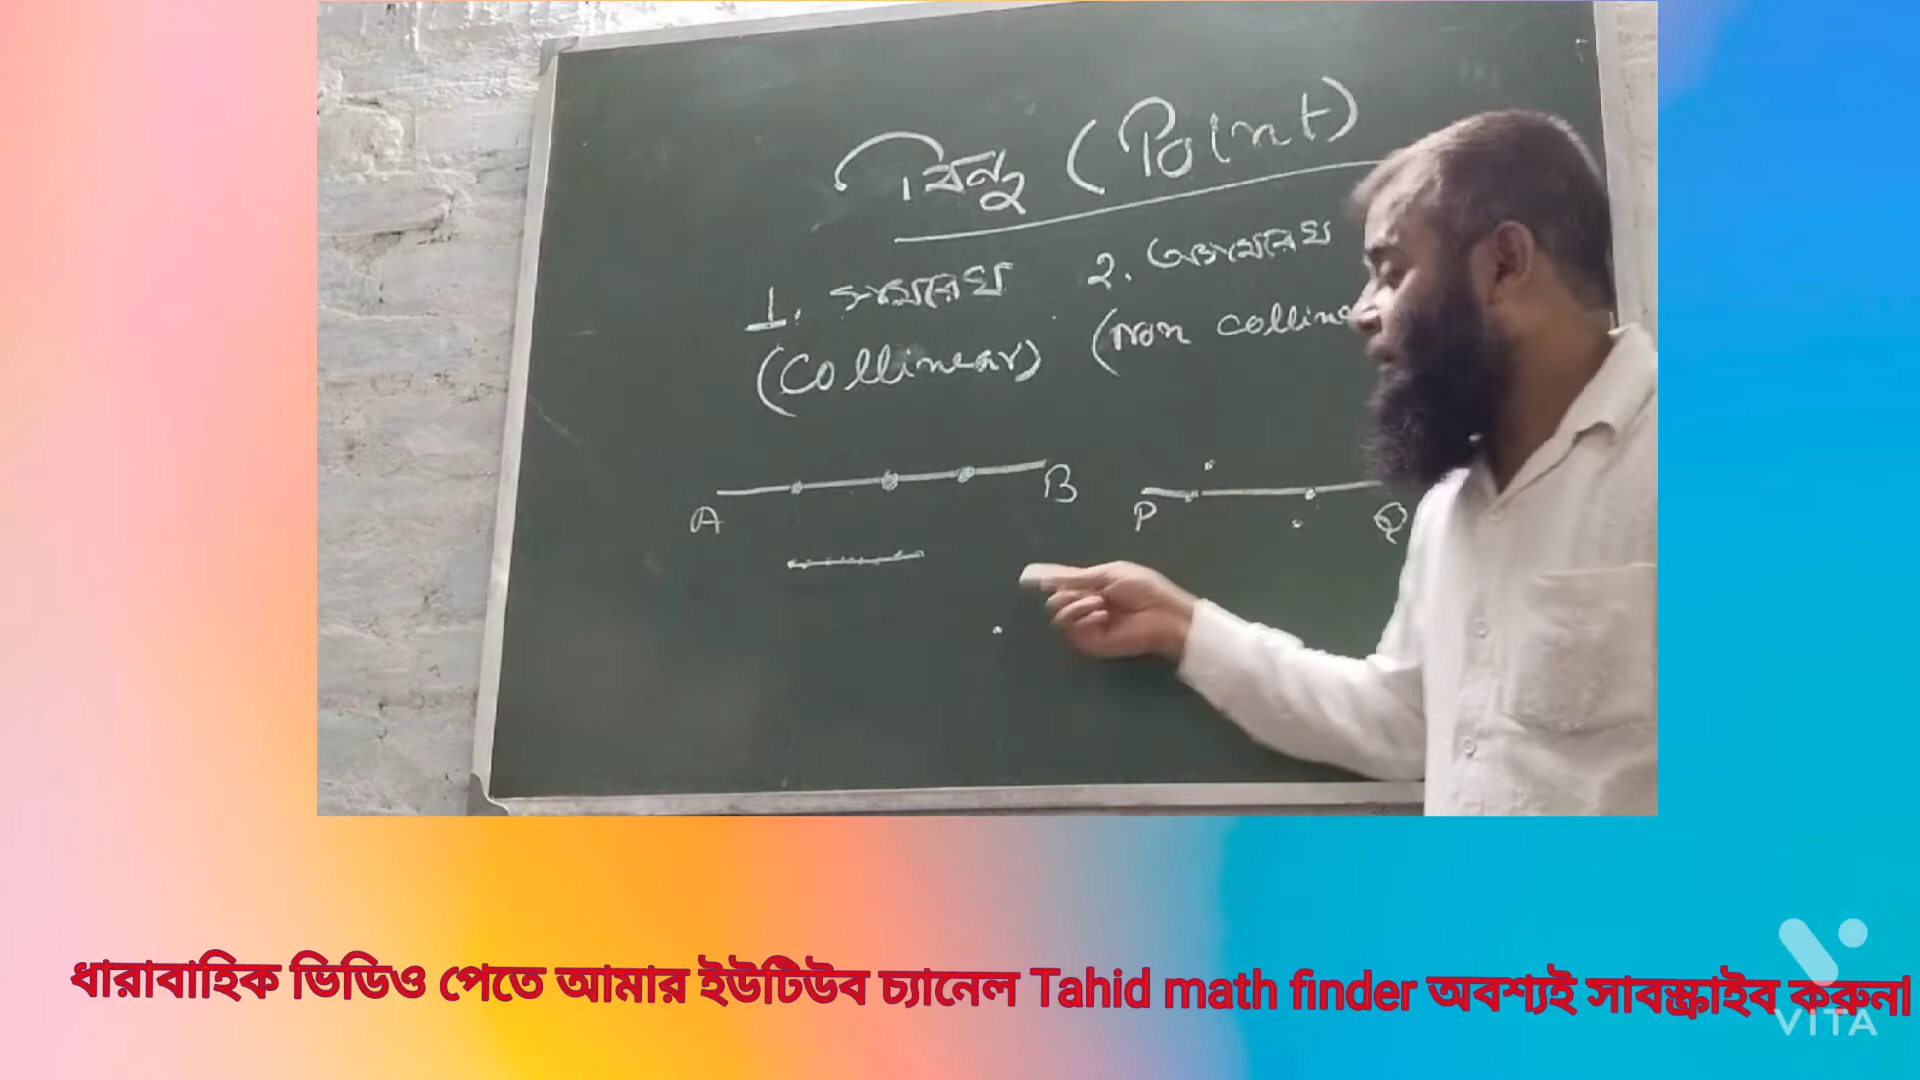 বিন্দু (Point)
1. সমরেখ 2. অসমরেখ
(Collinear) (Non colline
A B P Q
ধারাবাহিক ভিডিও পেতে আমার ইউটিউব চ্যানেল Tahid math finder অবশ্যই সাবস্ক্রাইব করুন।
VITA